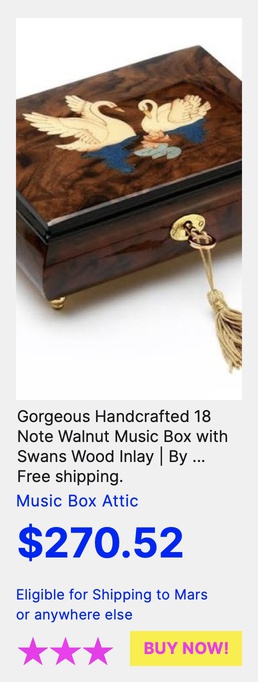 Gorgeous Handcrafted 18
Note Walnut Music Box with
Swans Wood Inlay | By ...
Free shipping.
Music Box Attic
$270.52
Eligible for Shipping to Mars
or anywhere else
BUY NOW!